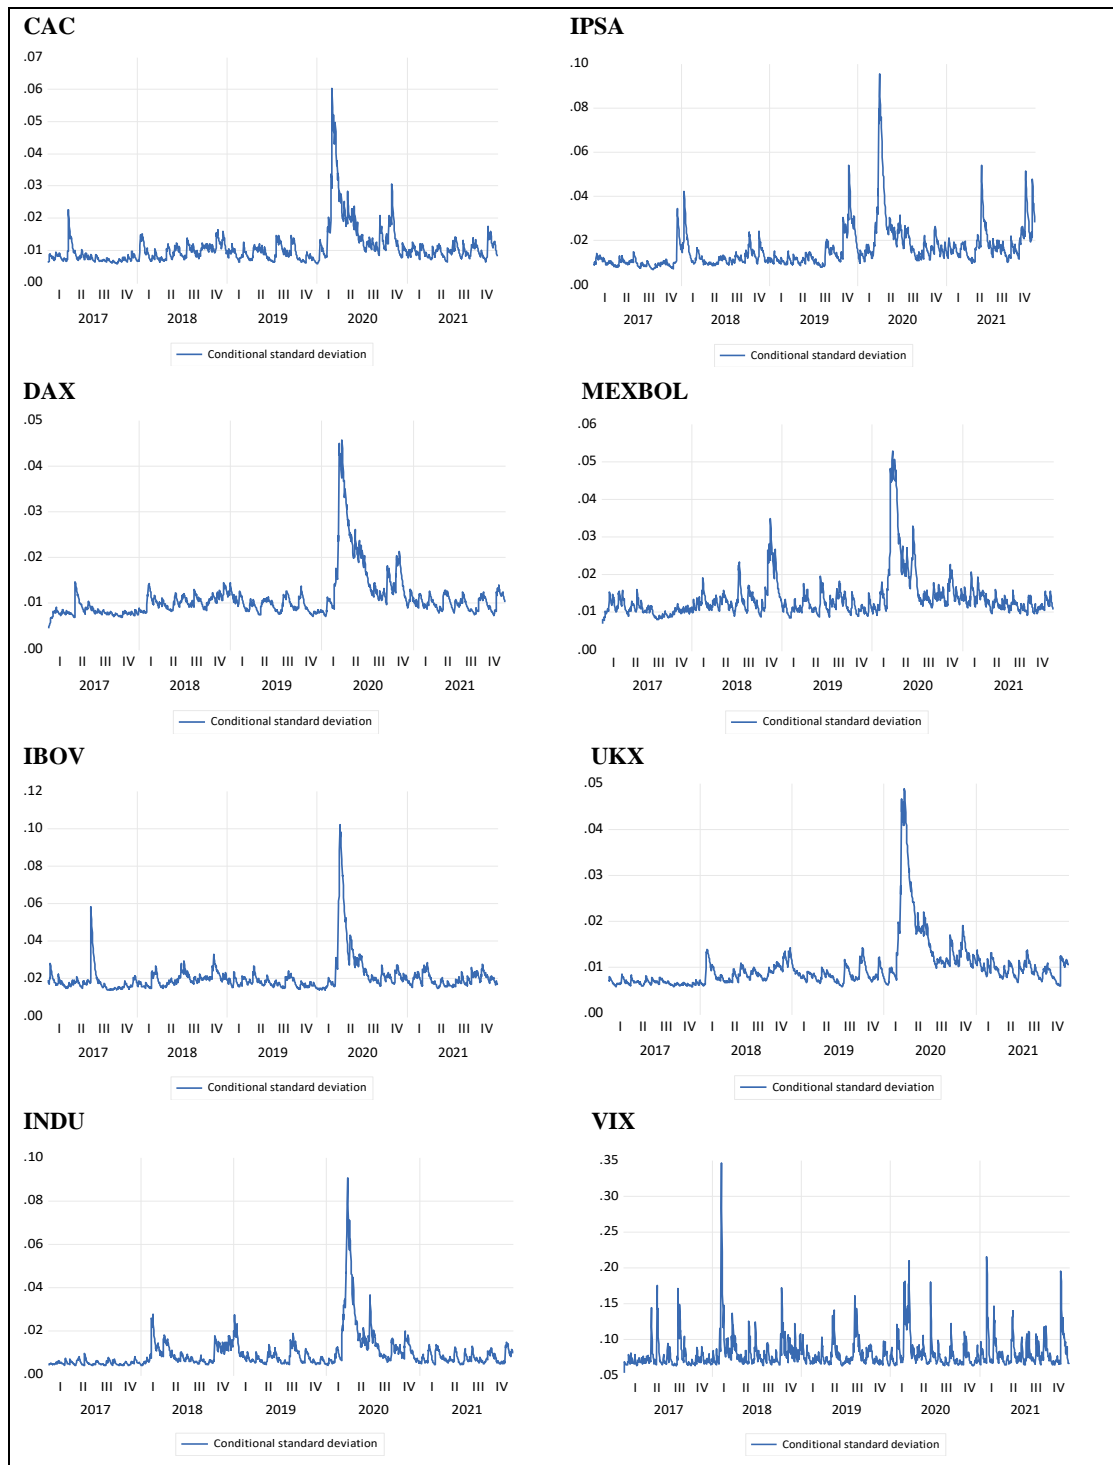 CAC
.07
.06
.05
.04
.03
.02
.01
.00
I II III IV I II III IV I II III IV I II III IV I II III IV
2017 2018 2019 2020 2021
Conditional standard deviation
IPSA
.10
.08
.06
.04
.02
.00
I II III IV I II III IV I II III IV I II III IV I II III IV
2017 2018 2019 2020 2021
Conditional standard deviation
DAX
.05
.04
.03
.02
.01
.00
I II III IV I II III IV I II III IV I II III IV I II III IV
2017 2018 2019 2020 2021
Conditional standard deviation
MEXBOL
.06
.05
.04
.03
.02
.01
.00
I II III IV I II III IV I II III IV I II III IV I II III IV
2017 2018 2019 2020 2021
Conditional standard deviation
IBOV
.12
.10
.08
.06
.04
.02
.00
I II III IV I II III IV I II III IV I II III IV I II III IV
2017 2018 2019 2020 2021
Conditional standard deviation
UKX
.05
.04
.03
.02
.01
.00
I II III IV I II III IV I II III IV I II III IV I II III IV
2017 2018 2019 2020 2021
Conditional standard deviation
INDU
.10
.08
.06
.04
.02
.00
I II III IV I II III IV I II III IV I II III IV I II III IV
2017 2018 2019 2020 2021
Conditional standard deviation
VIX
.35
.30
.25
.20
.15
.10
.05
I II III IV I II III IV I II III IV I II III IV I II III IV
2017 2018 2019 2020 2021
Conditional standard deviation